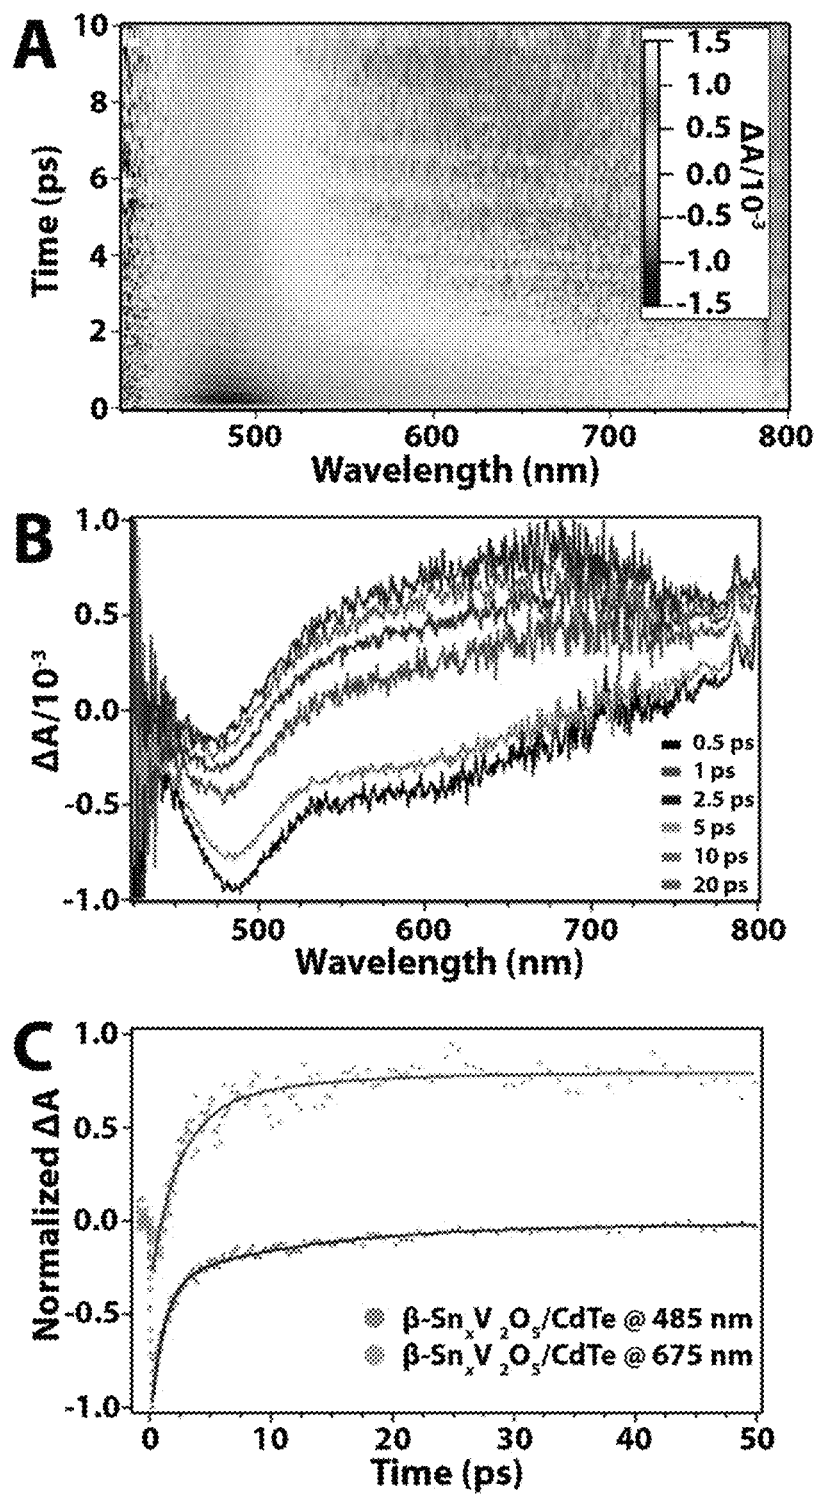 A
10
8
6
4
2
0
Time (ps)
1.5
1.0
0.5
0.0
-0.5
-1.0
-1.5
ΔA/10⁻³
500 600 700 800
Wavelength (nm)
B
1.0
0.5
0.0
-0.5
-1.0
ΔA/10⁻³
0.5 ps
1 ps
2.5 ps
5 ps
10 ps
20 ps
500 600 700 800
Wavelength (nm)
C
1.0
0.5
0.0
-0.5
-1.0
Normalized ΔA
β-SnₓV₂O₅/CdTe @ 485 nm
β-SnₓV₂O₅/CdTe @ 675 nm
0 10 20 30 40 50
Time (ps)